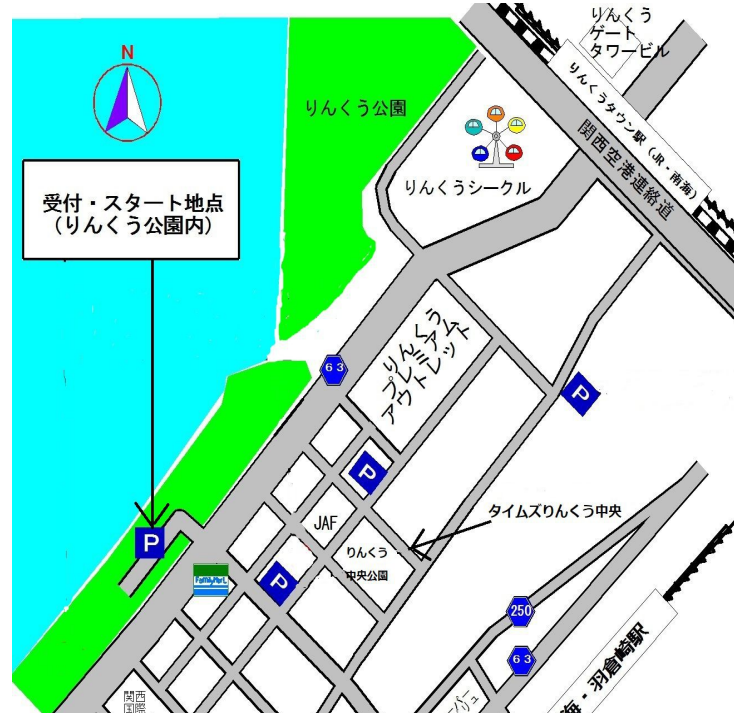 りんくう
ゲート
タワービル
N
りんくう公園
りんくうタウン駅（JR・南海）
関西空港連絡道
りんくうシークル
受付・スタート地点
（りんくう公園内）
りんくう
プレミアム
アウトレット
63
P
P
タイムズりんくう中央
JAF
りんくう
中央公園
P
FamilyMart
P
250
63
海・羽倉崎駅
関西
国際